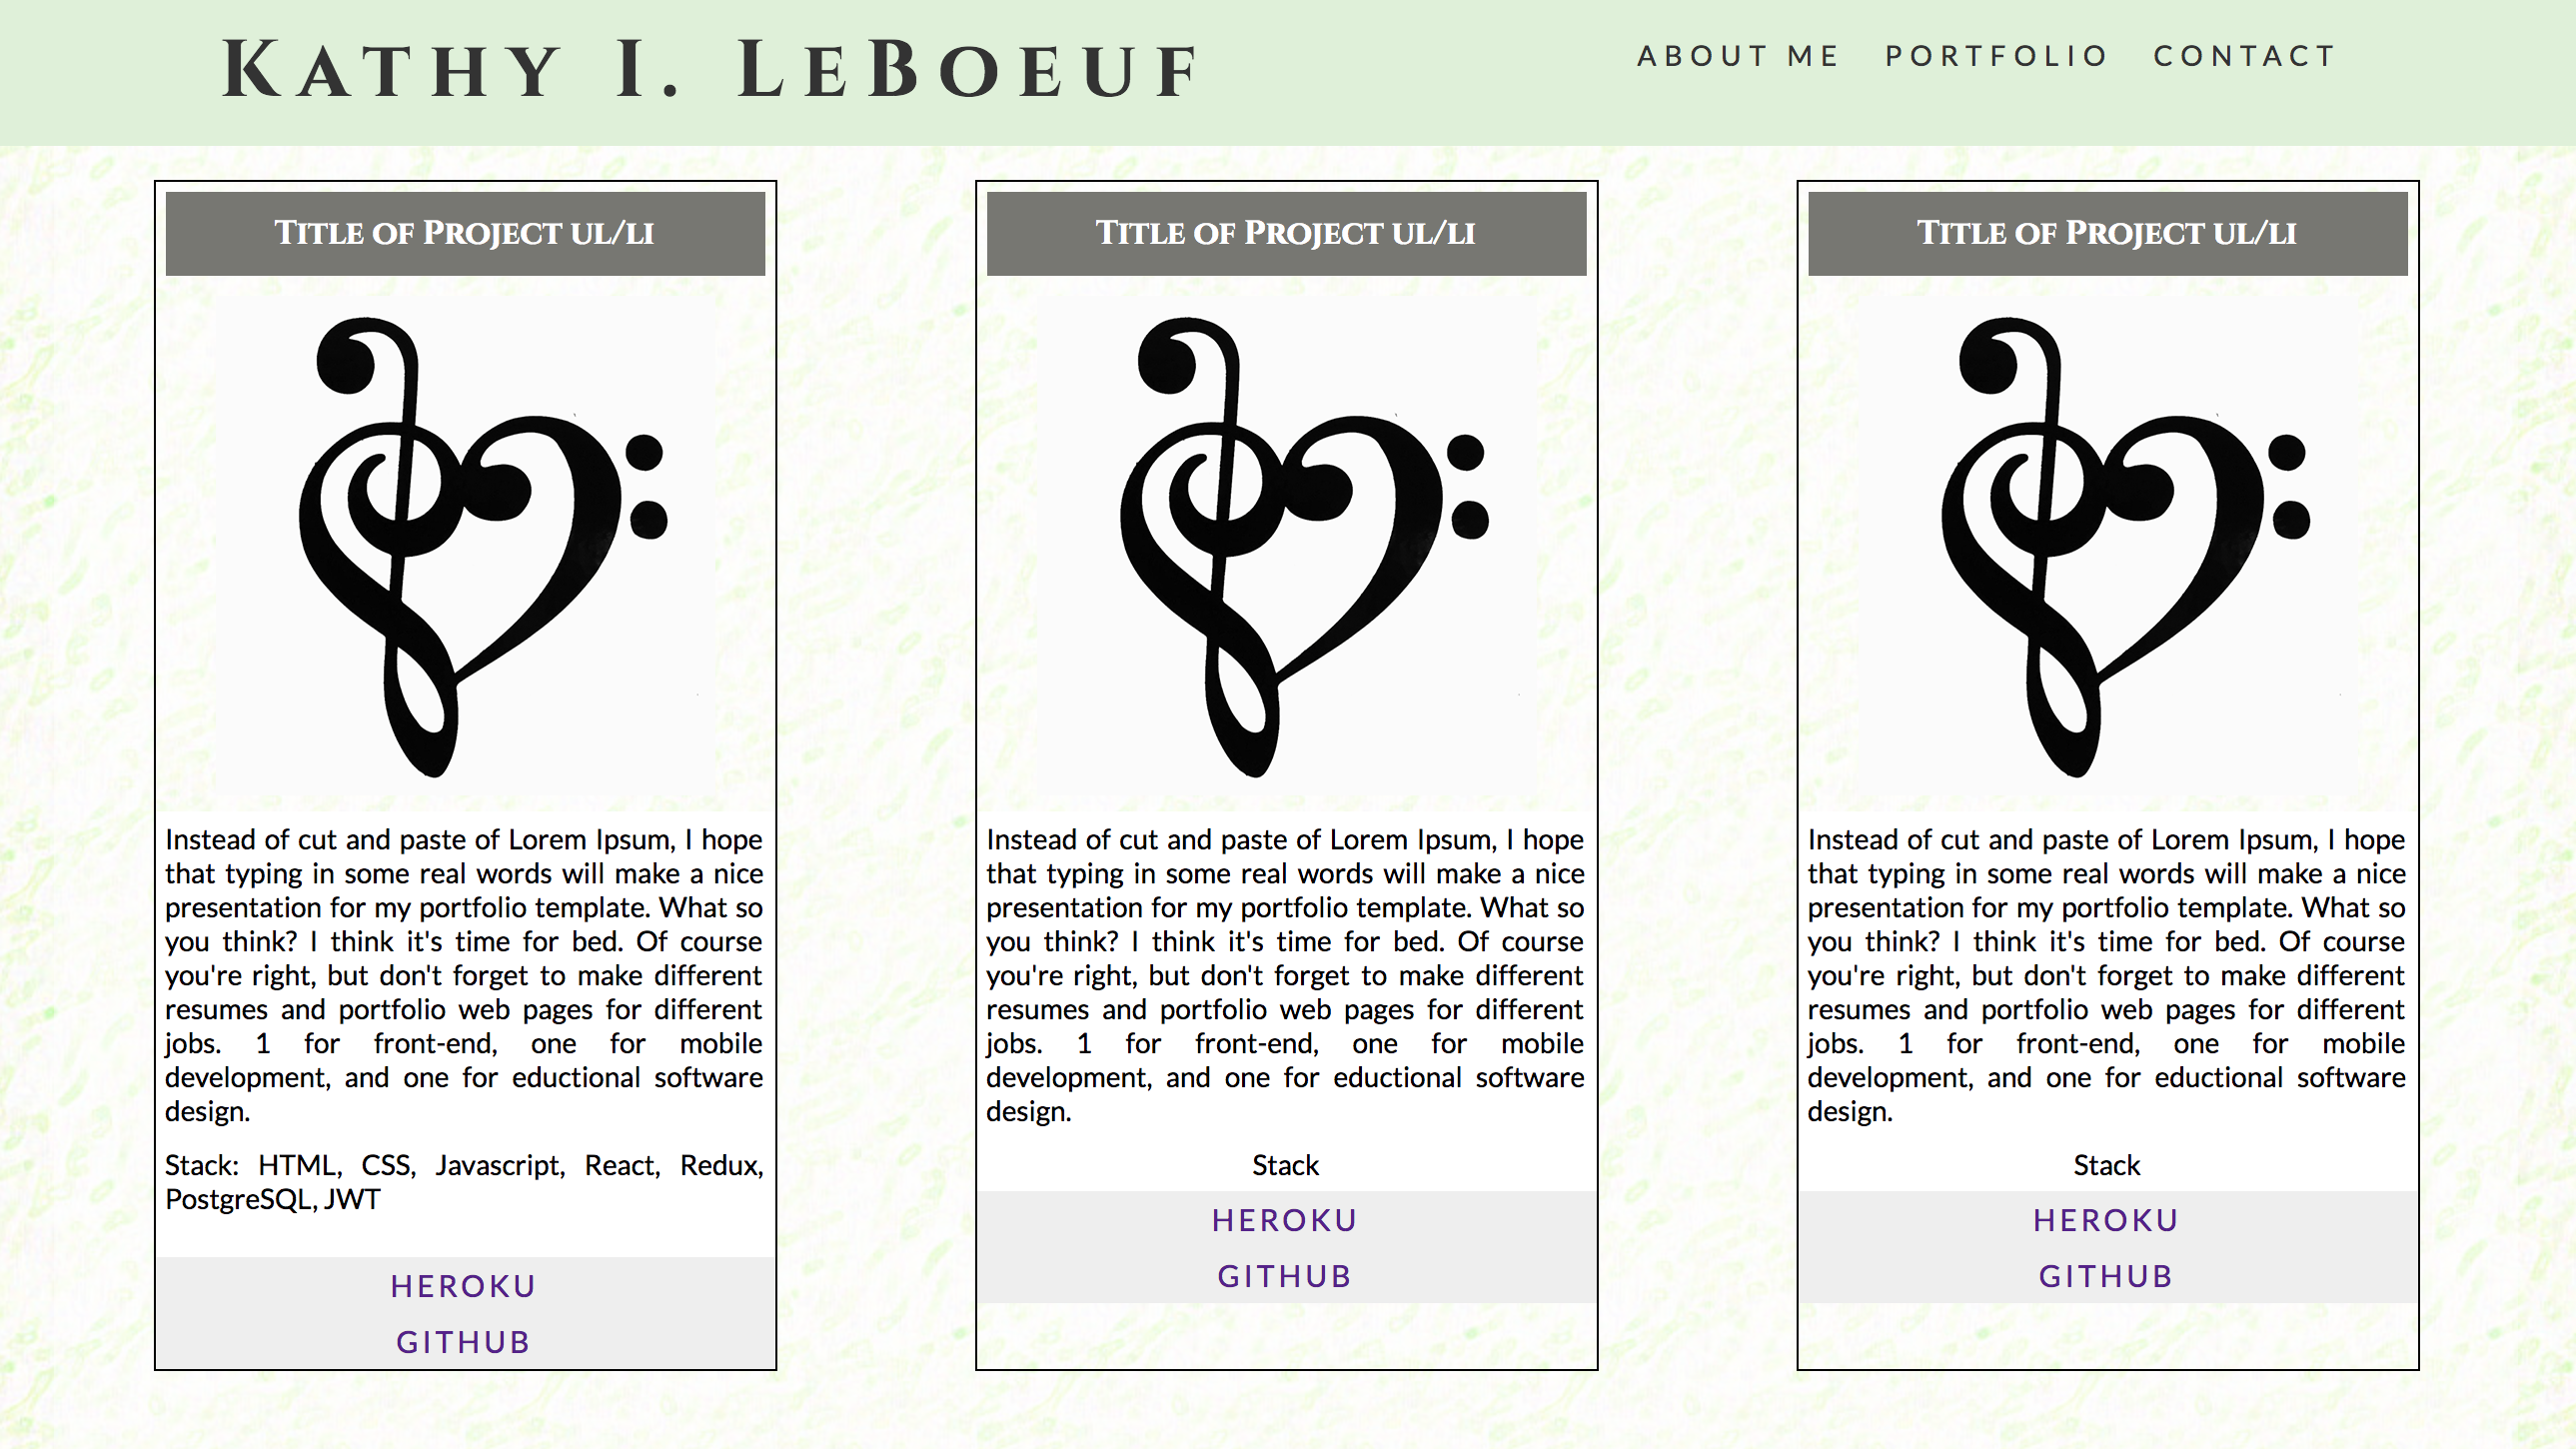 Kathy I. LeBoeuf
ABOUT ME PORTFOLIO CONTACT
Title of Project ul/li
Instead of cut and paste of Lorem Ipsum, I hope
that typing in some real words will make a nice
presentation for my portfolio template. What so
you think? I think it's time for bed. Of course
you're right, but don't forget to make different
resumes and portfolio web pages for different
jobs. 1 for front-end, one for mobile
development, and one for eductional software
design.
Stack: HTML, CSS, Javascript, React, Redux,
PostgreSQL, JWT
HEROKU
GITHUB
Title of Project ul/li
Instead of cut and paste of Lorem Ipsum, I hope
that typing in some real words will make a nice
presentation for my portfolio template. What so
you think? I think it's time for bed. Of course
you're right, but don't forget to make different
resumes and portfolio web pages for different
jobs. 1 for front-end, one for mobile
development, and one for eductional software
design.
Stack
HEROKU
GITHUB
Title of Project ul/li
Instead of cut and paste of Lorem Ipsum, I hope
that typing in some real words will make a nice
presentation for my portfolio template. What so
you think? I think it's time for bed. Of course
you're right, but don't forget to make different
resumes and portfolio web pages for different
jobs. 1 for front-end, one for mobile
development, and one for eductional software
design.
Stack
HEROKU
GITHUB